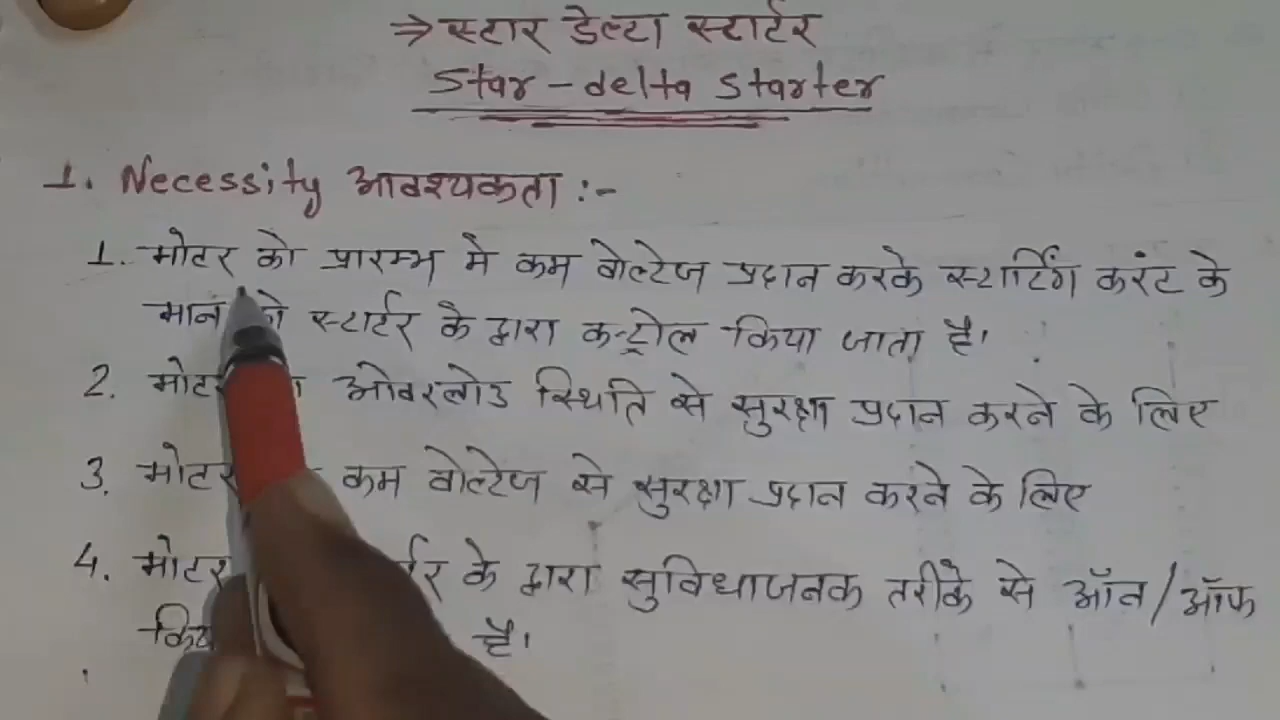 ⇒ स्टार डेल्टा स्टार्टर
Star-delta Starter
1. Necessity आवश्यकता :-
1. मोटर को प्रारम्भ मे कम वोल्टेज प्रदान करके स्टार्टिंग करंट के
मान स्टार्टर के द्वारा कन्ट्रोल किया जाता है।
2. ओवरलोड स्थिति से सुरक्षा प्रदान करने के लिए
3. मोटर कम वोल्टेज से सुरक्षा प्रदान करने के लिए
4. मोटर के द्वारा सुविधाजनक तरीके से ऑन/ऑफ
है।